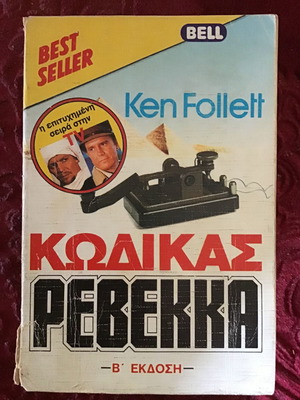 BEST
SELLER
BELL
Ken Follett
η επιτυχημένη
σειρά στην
TV
ΚΩΔΙΚΑΣ
ΡΕΒΕΚΚΑ
Β΄ ΕΚΔΟΣΗ